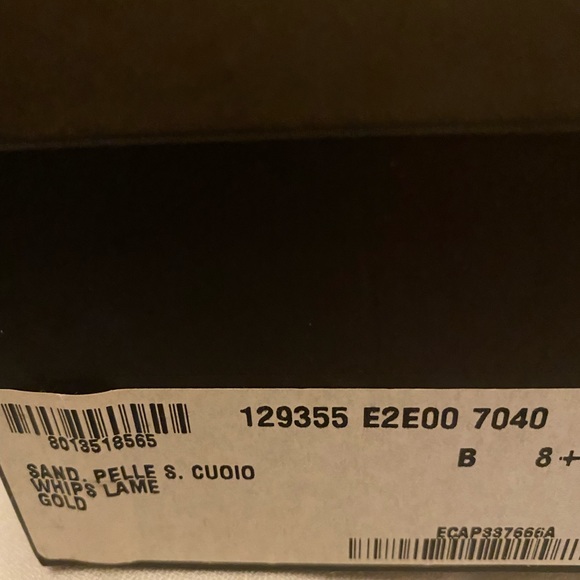 129355 E2E00 7040
8013518565
B 8 +
SAND. PELLE S. CUOIO
WHIPS LAME
GOLD
ECAP337666A